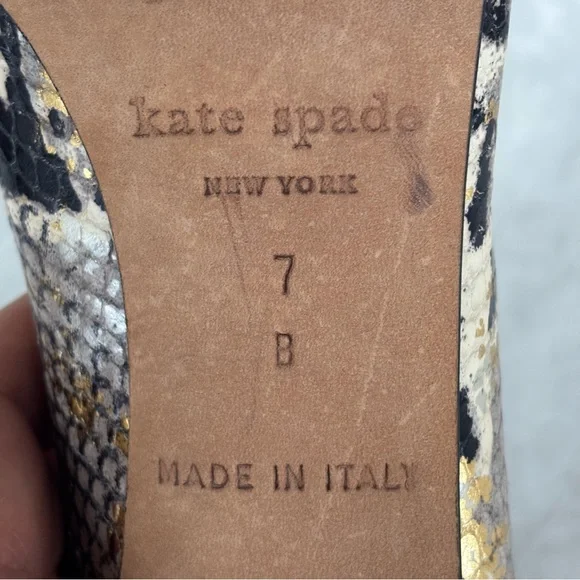 kate spade
NEW YORK
7
B
MADE IN ITALY